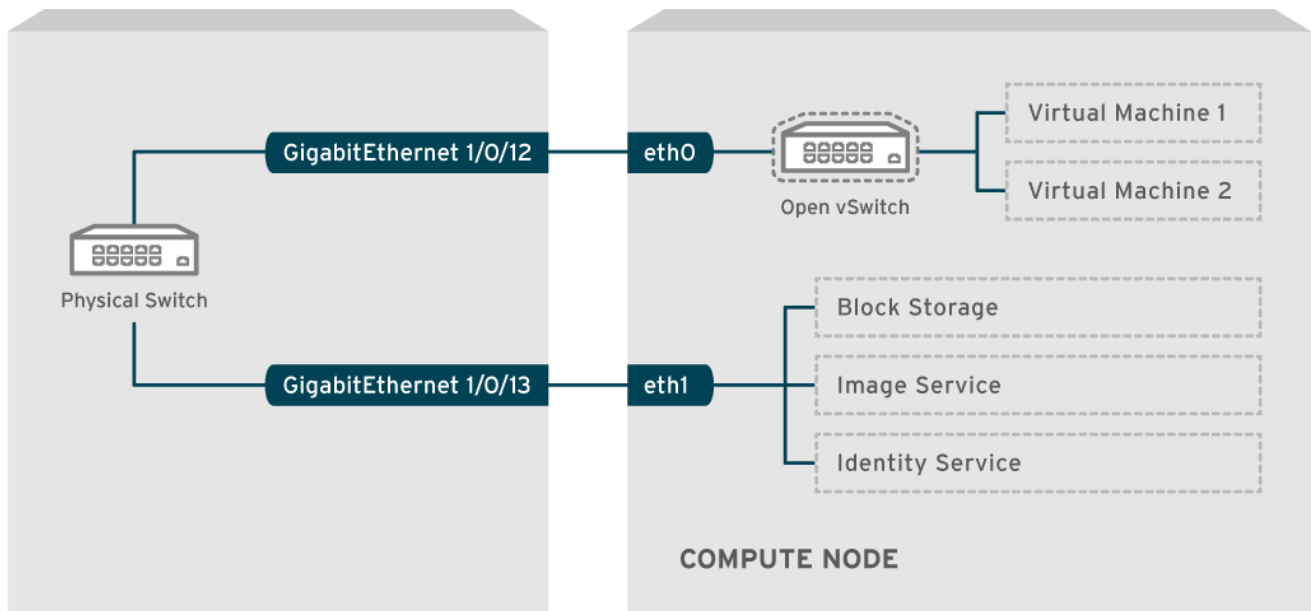 GigabitEthernet 1/0/12
eth0
Open vSwitch
Virtual Machine 1
Virtual Machine 2
Physical Switch
GigabitEthernet 1/0/13
eth1
Block Storage
Image Service
Identity Service
COMPUTE NODE